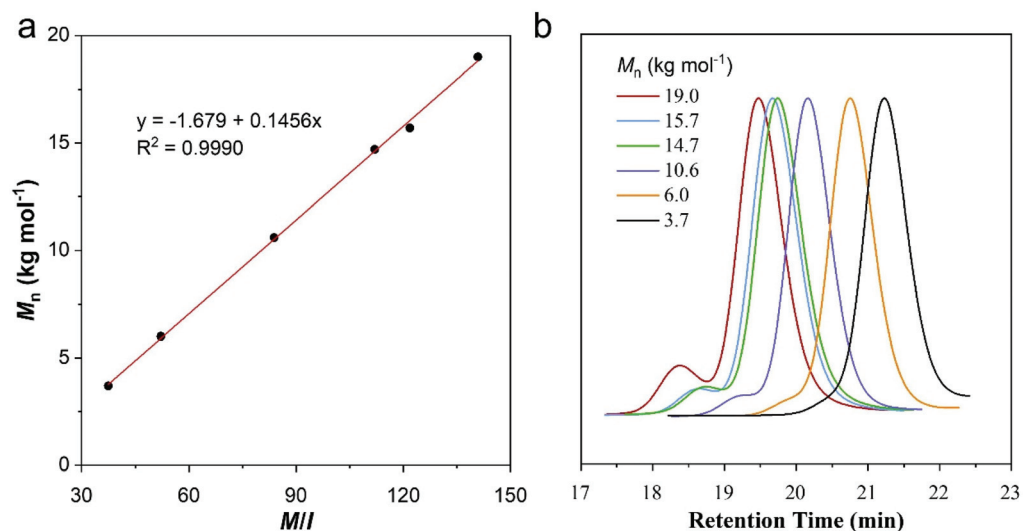 a
y = -1.679 + 0.1456x
R² = 0.9990
Mn (kg mol⁻¹)
20
15
10
5
0
30 60 90 120 150
M/I
b
Mn (kg mol⁻¹)
19.0
15.7
14.7
10.6
6.0
3.7
17 18 19 20 21 22 23
Retention Time (min)